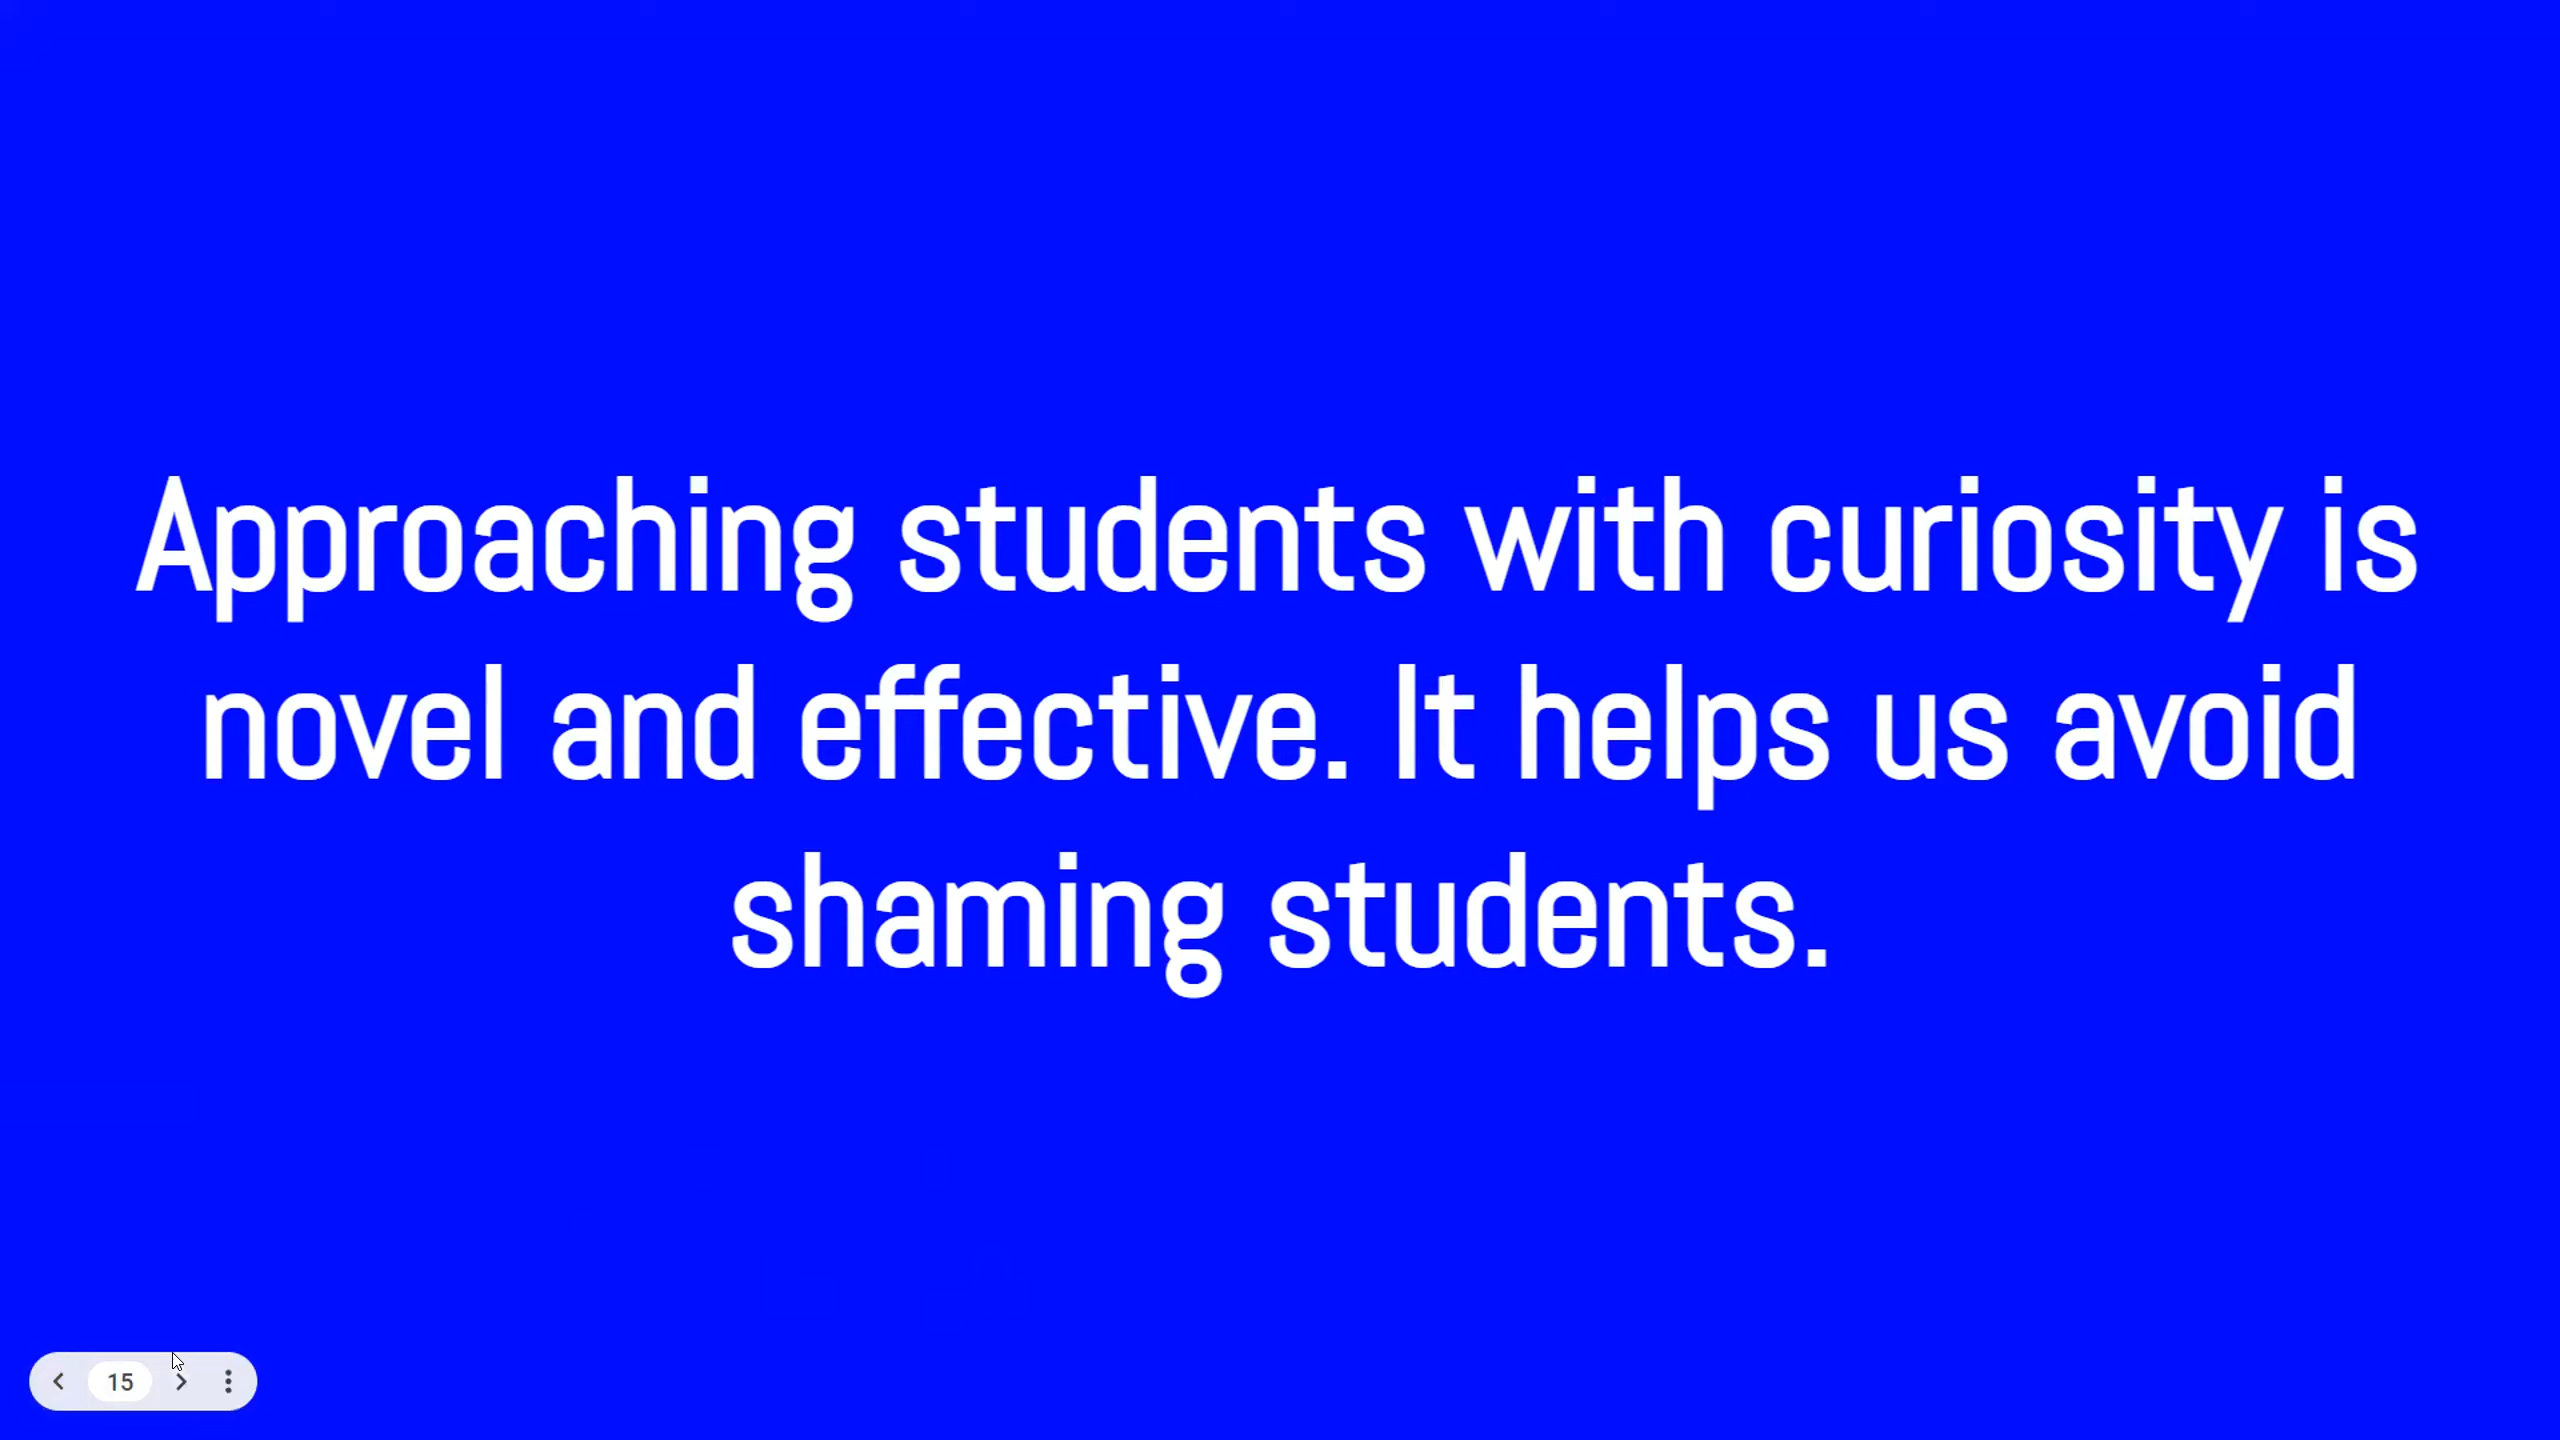 Approaching students with curiosity is
novel and effective. It helps us avoid
shaming students.
15